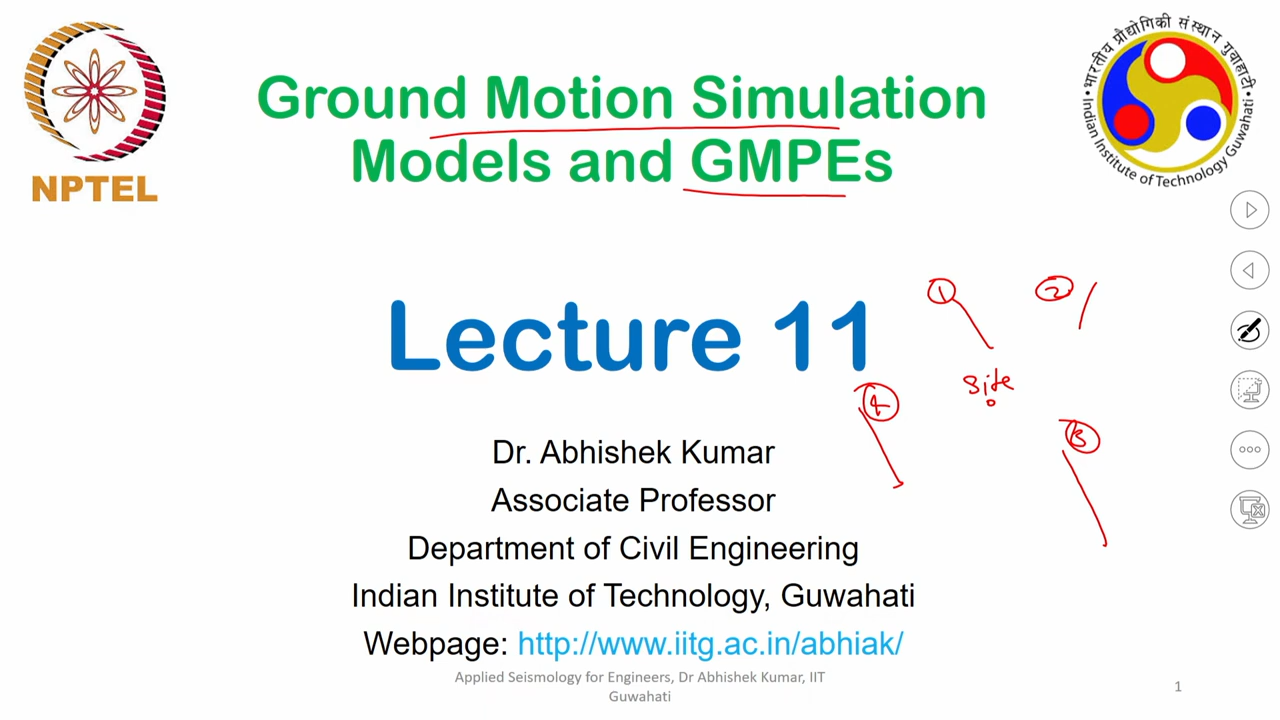 Ground Motion Simulation
Models and GMPEs
NPTEL
भारतीय प्रौद्योगिकी संस्थान गुवाहाटी
Indian Institute of Technology Guwahati
Lecture 11
1
2
Site
4
3
Dr. Abhishek Kumar
Associate Professor
Department of Civil Engineering
Indian Institute of Technology, Guwahati
Webpage: http://www.iitg.ac.in/abhiak/
Applied Seismology for Engineers, Dr Abhishek Kumar, IIT
Guwahati
1